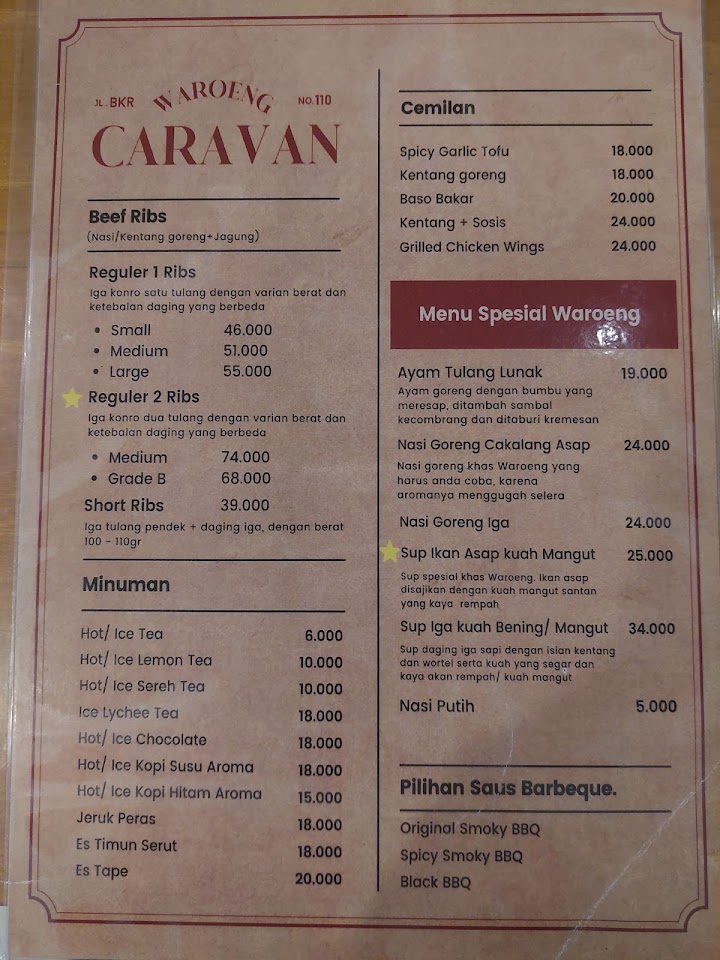 JL. BKR
WAROENG
NO. 110
CARAVAN
Beef Ribs
(Nasi/Kentang goreng+Jagung)
Reguler 1 Ribs
Iga konro satu tulang dengan varian berat dan
ketebalan daging yang berbeda
• Small 46.000
• Medium 51.000
• Large 55.000
Reguler 2 Ribs
Iga konro dua tulang dengan varian berat dan
ketebalan daging yang berbeda
• Medium 74.000
• Grade B 68.000
Short Ribs 39.000
Iga tulang pendek + daging iga, dengan berat
100 - 110gr
Minuman
Hot/ Ice Tea 6.000
Hot/ Ice Lemon Tea 10.000
Hot/ Ice Sereh Tea 10.000
Ice Lychee Tea 18.000
Hot/ Ice Chocolate 18.000
Hot/ Ice Kopi Susu Aroma 18.000
Hot/ Ice Kopi Hitam Aroma 15.000
Jeruk Peras 18.000
Es Timun Serut 18.000
Es Tape 20.000
Cemilan
Spicy Garlic Tofu 18.000
Kentang goreng 18.000
Baso Bakar 20.000
Kentang + Sosis 24.000
Grilled Chicken Wings 24.000
Menu Spesial Waroeng
Ayam Tulang Lunak 19.000
Ayam goreng dengan bumbu yang
meresap, ditambah sambal
kecombrang dan ditaburi kremesan
Nasi Goreng Cakalang Asap 24.000
Nasi goreng khas Waroeng yang
harus anda coba, karena
aromanya menggugah selera
Nasi Goreng Iga 24.000
Sup Ikan Asap kuah Mangut 25.000
Sup spesial khas Waroeng. Ikan asap
disajikan dengan kuah mangut santan
yang kaya rempah
Sup Iga kuah Bening/ Mangut 34.000
Sup daging iga sapi dengan isian kentang
dan wortel serta kuah yang segar dan
kaya akan rempah/ kuah mangut
Nasi Putih 5.000
Pilihan Saus Barbeque.
Original Smoky BBQ
Spicy Smoky BBQ
Black BBQ